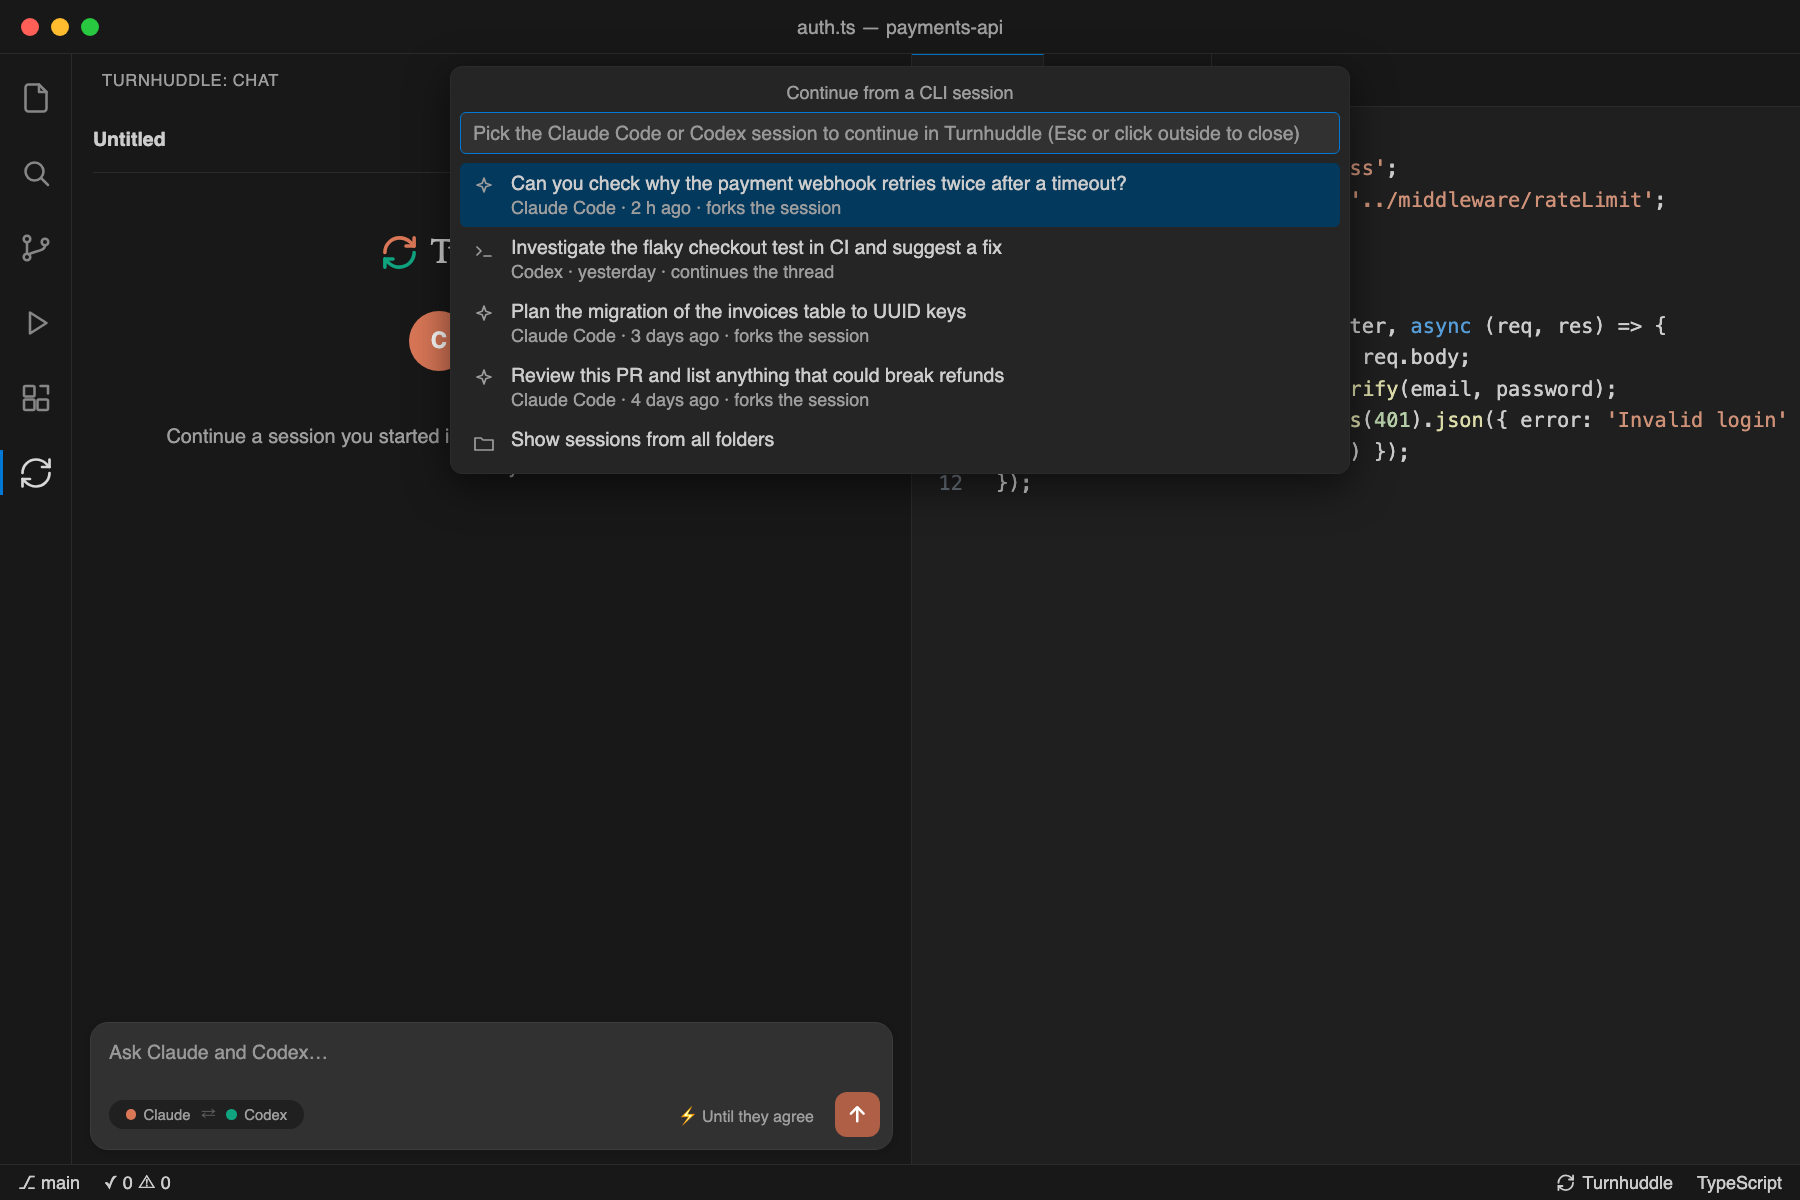 auth.ts — payments-api
TURNHUDDLE: CHAT
Untitled
Continue from a CLI session
Pick the Claude Code or Codex session to continue in Turnhuddle (Esc or click outside to close)
Can you check why the payment webhook retries twice after a timeout?
Claude Code · 2 h ago · forks the session
Investigate the flaky checkout test in CI and suggest a fix
Codex · yesterday · continues the thread
Plan the migration of the invoices table to UUID keys
Claude Code · 3 days ago · forks the session
Review this PR and list anything that could break refunds
Claude Code · 4 days ago · forks the session
Show sessions from all folders
C
Continue a session you started
ss';
'../middleware/rateLimit';
ter, async (req, res) => {
req.body;
rify(email, password);
s(401).json({ error: 'Invalid login'
) });
12 });
Ask Claude and Codex…
Claude ⇄ Codex
⚡ Until they agree
main ✓ 0 ⚠ 0
Turnhuddle TypeScript